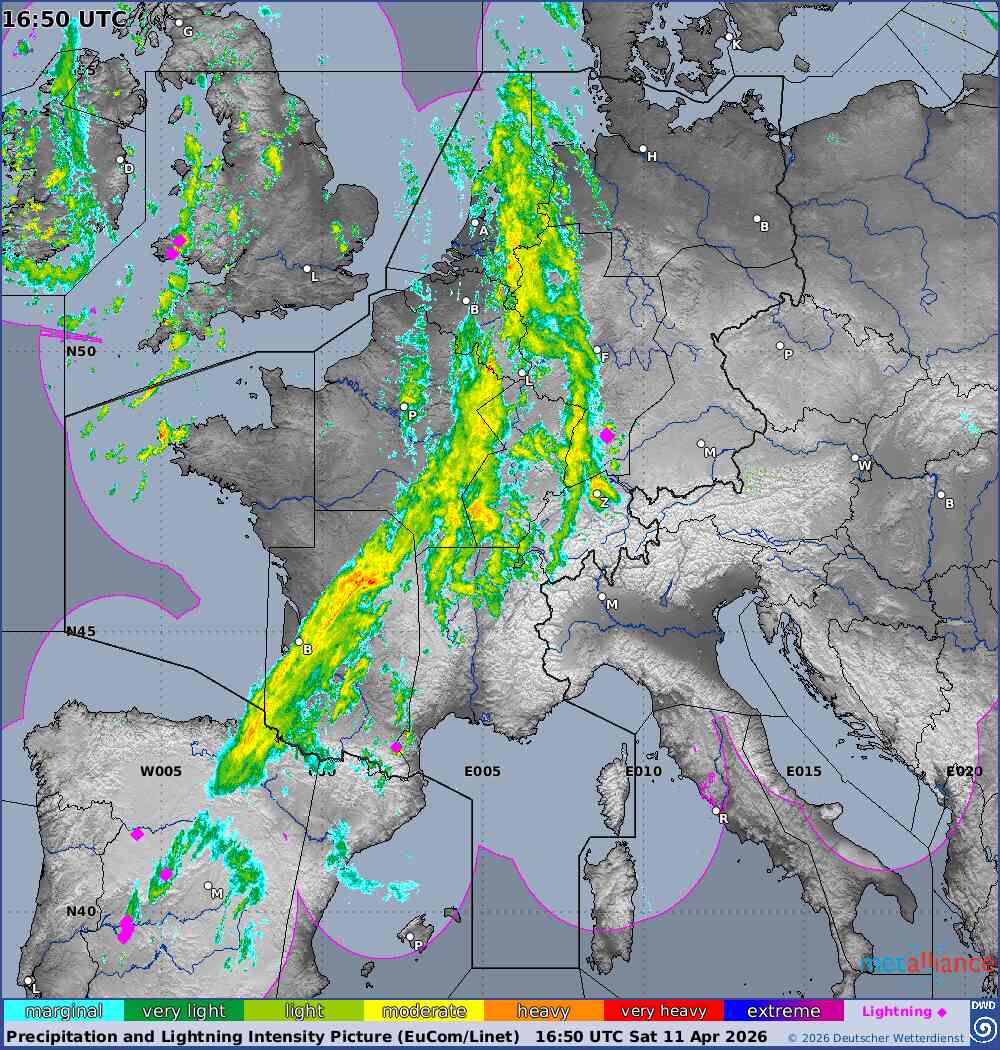 16:50 UTC
G
K
N55
H
D
A
B
L
B
N50
P
F
L
P
M
W
Z
B
M
N45
B
W005
E00
E005
E010
E015
E020
R
M
N40
P
L
metalliance
marginal very light light moderate heavy very heavy extreme Lightning
DWD
Precipitation and Lightning Intensity Picture (EuCom/Linet) 16:50 UTC Sat 11 Apr 2026 © 2026 Deutscher Wetterdienst